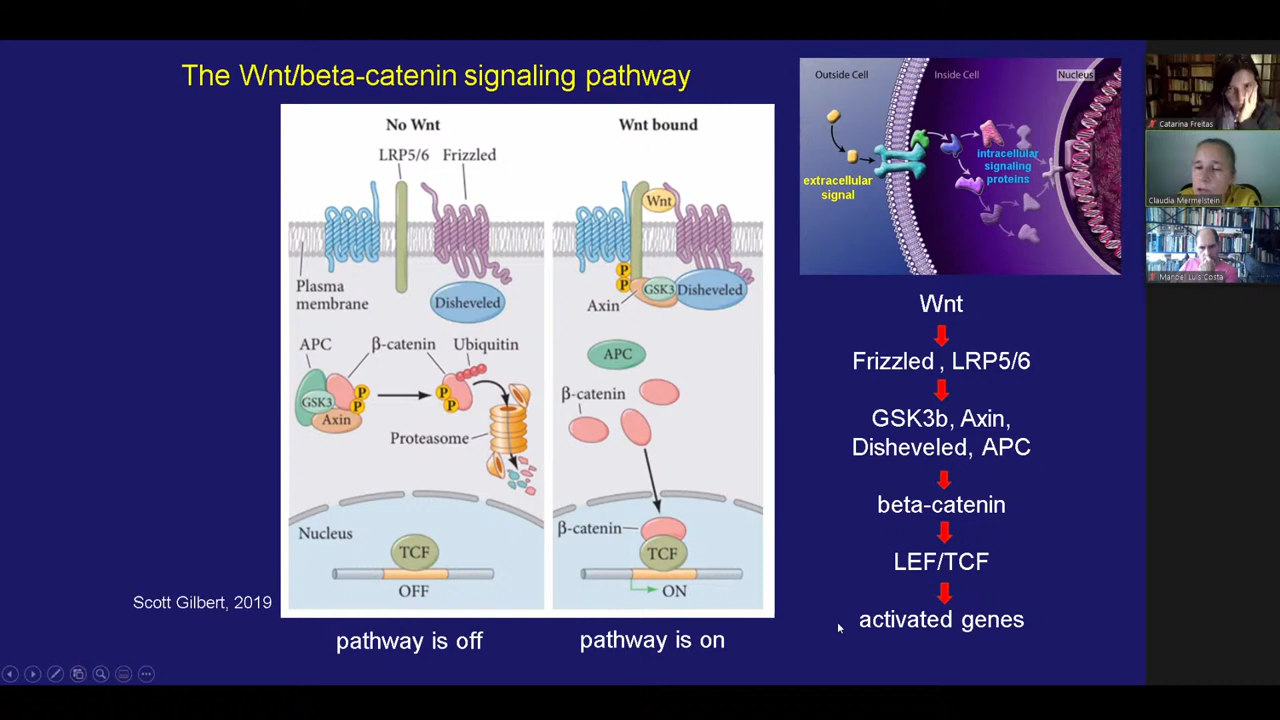 The Wnt/beta-catenin signaling pathway
No Wnt
LRP5/6 Frizzled
Plasma
membrane
Disheveled
APC
β-catenin
Ubiquitin
P
P
GSK3
Axin
P
P
Proteasome
Nucleus
TCF
OFF
Wnt bound
Wnt
P
P
GSK3
Disheveled
Axin
APC
β-catenin
β-catenin
TCF
ON
Scott Gilbert, 2019
pathway is off
pathway is on
Outside Cell
Inside Cell
Nucleus
extracellular
signal
intracellular
signaling
proteins
Wnt
Frizzled , LRP5/6
GSK3b, Axin,
Disheveled, APC
beta-catenin
LEF/TCF
activated genes
Catarina Freitas
Claudia Mermelstein
Manoel Luis Costa